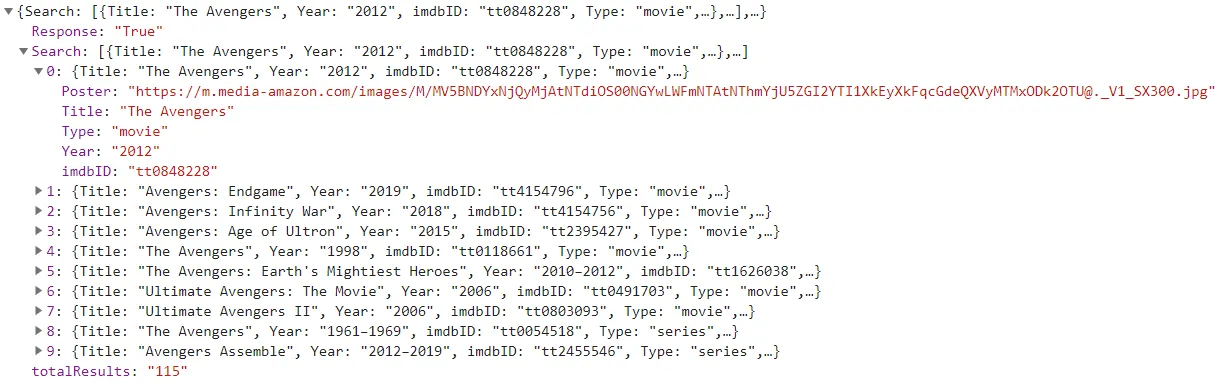 {Search: [{Title: "The Avengers", Year: "2012", imdbID: "tt0848228", Type: "movie",…},…],…}
Response: "True"
Search: [{Title: "The Avengers", Year: "2012", imdbID: "tt0848228", Type: "movie",…},…]
0: {Title: "The Avengers", Year: "2012", imdbID: "tt0848228", Type: "movie",…}
Poster: "https://m.media-amazon.com/images/M/MV5BNDYxNjQyMjAtNTdiOS00NGYwLWFmNTAtNThmYjU5ZGI2YTI1XkEyXkFqcGdeQXVyMTMxODk2OTU@._V1_SX300.jpg"
Title: "The Avengers"
Type: "movie"
Year: "2012"
imdbID: "tt0848228"
1: {Title: "Avengers: Endgame", Year: "2019", imdbID: "tt4154796", Type: "movie",…}
2: {Title: "Avengers: Infinity War", Year: "2018", imdbID: "tt4154756", Type: "movie",…}
3: {Title: "Avengers: Age of Ultron", Year: "2015", imdbID: "tt2395427", Type: "movie",…}
4: {Title: "The Avengers", Year: "1998", imdbID: "tt0118661", Type: "movie",…}
5: {Title: "The Avengers: Earth's Mightiest Heroes", Year: "2010–2012", imdbID: "tt1626038",…}
6: {Title: "Ultimate Avengers: The Movie", Year: "2006", imdbID: "tt0491703", Type: "movie",…}
7: {Title: "Ultimate Avengers II", Year: "2006", imdbID: "tt0803093", Type: "movie",…}
8: {Title: "The Avengers", Year: "1961–1969", imdbID: "tt0054518", Type: "series",…}
9: {Title: "Avengers Assemble", Year: "2012–2019", imdbID: "tt2455546", Type: "series",…}
totalResults: "115"